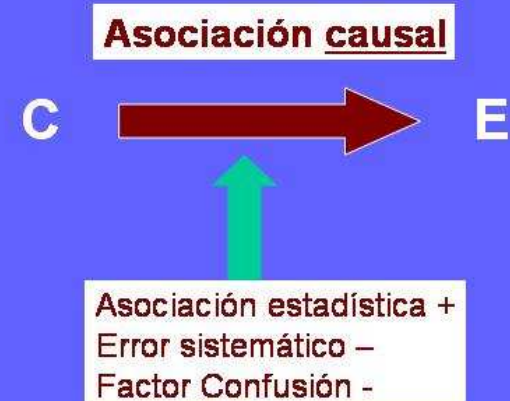 Asociación causal
C
E
Asociación estadística +
Error sistemático –
Factor Confusión -